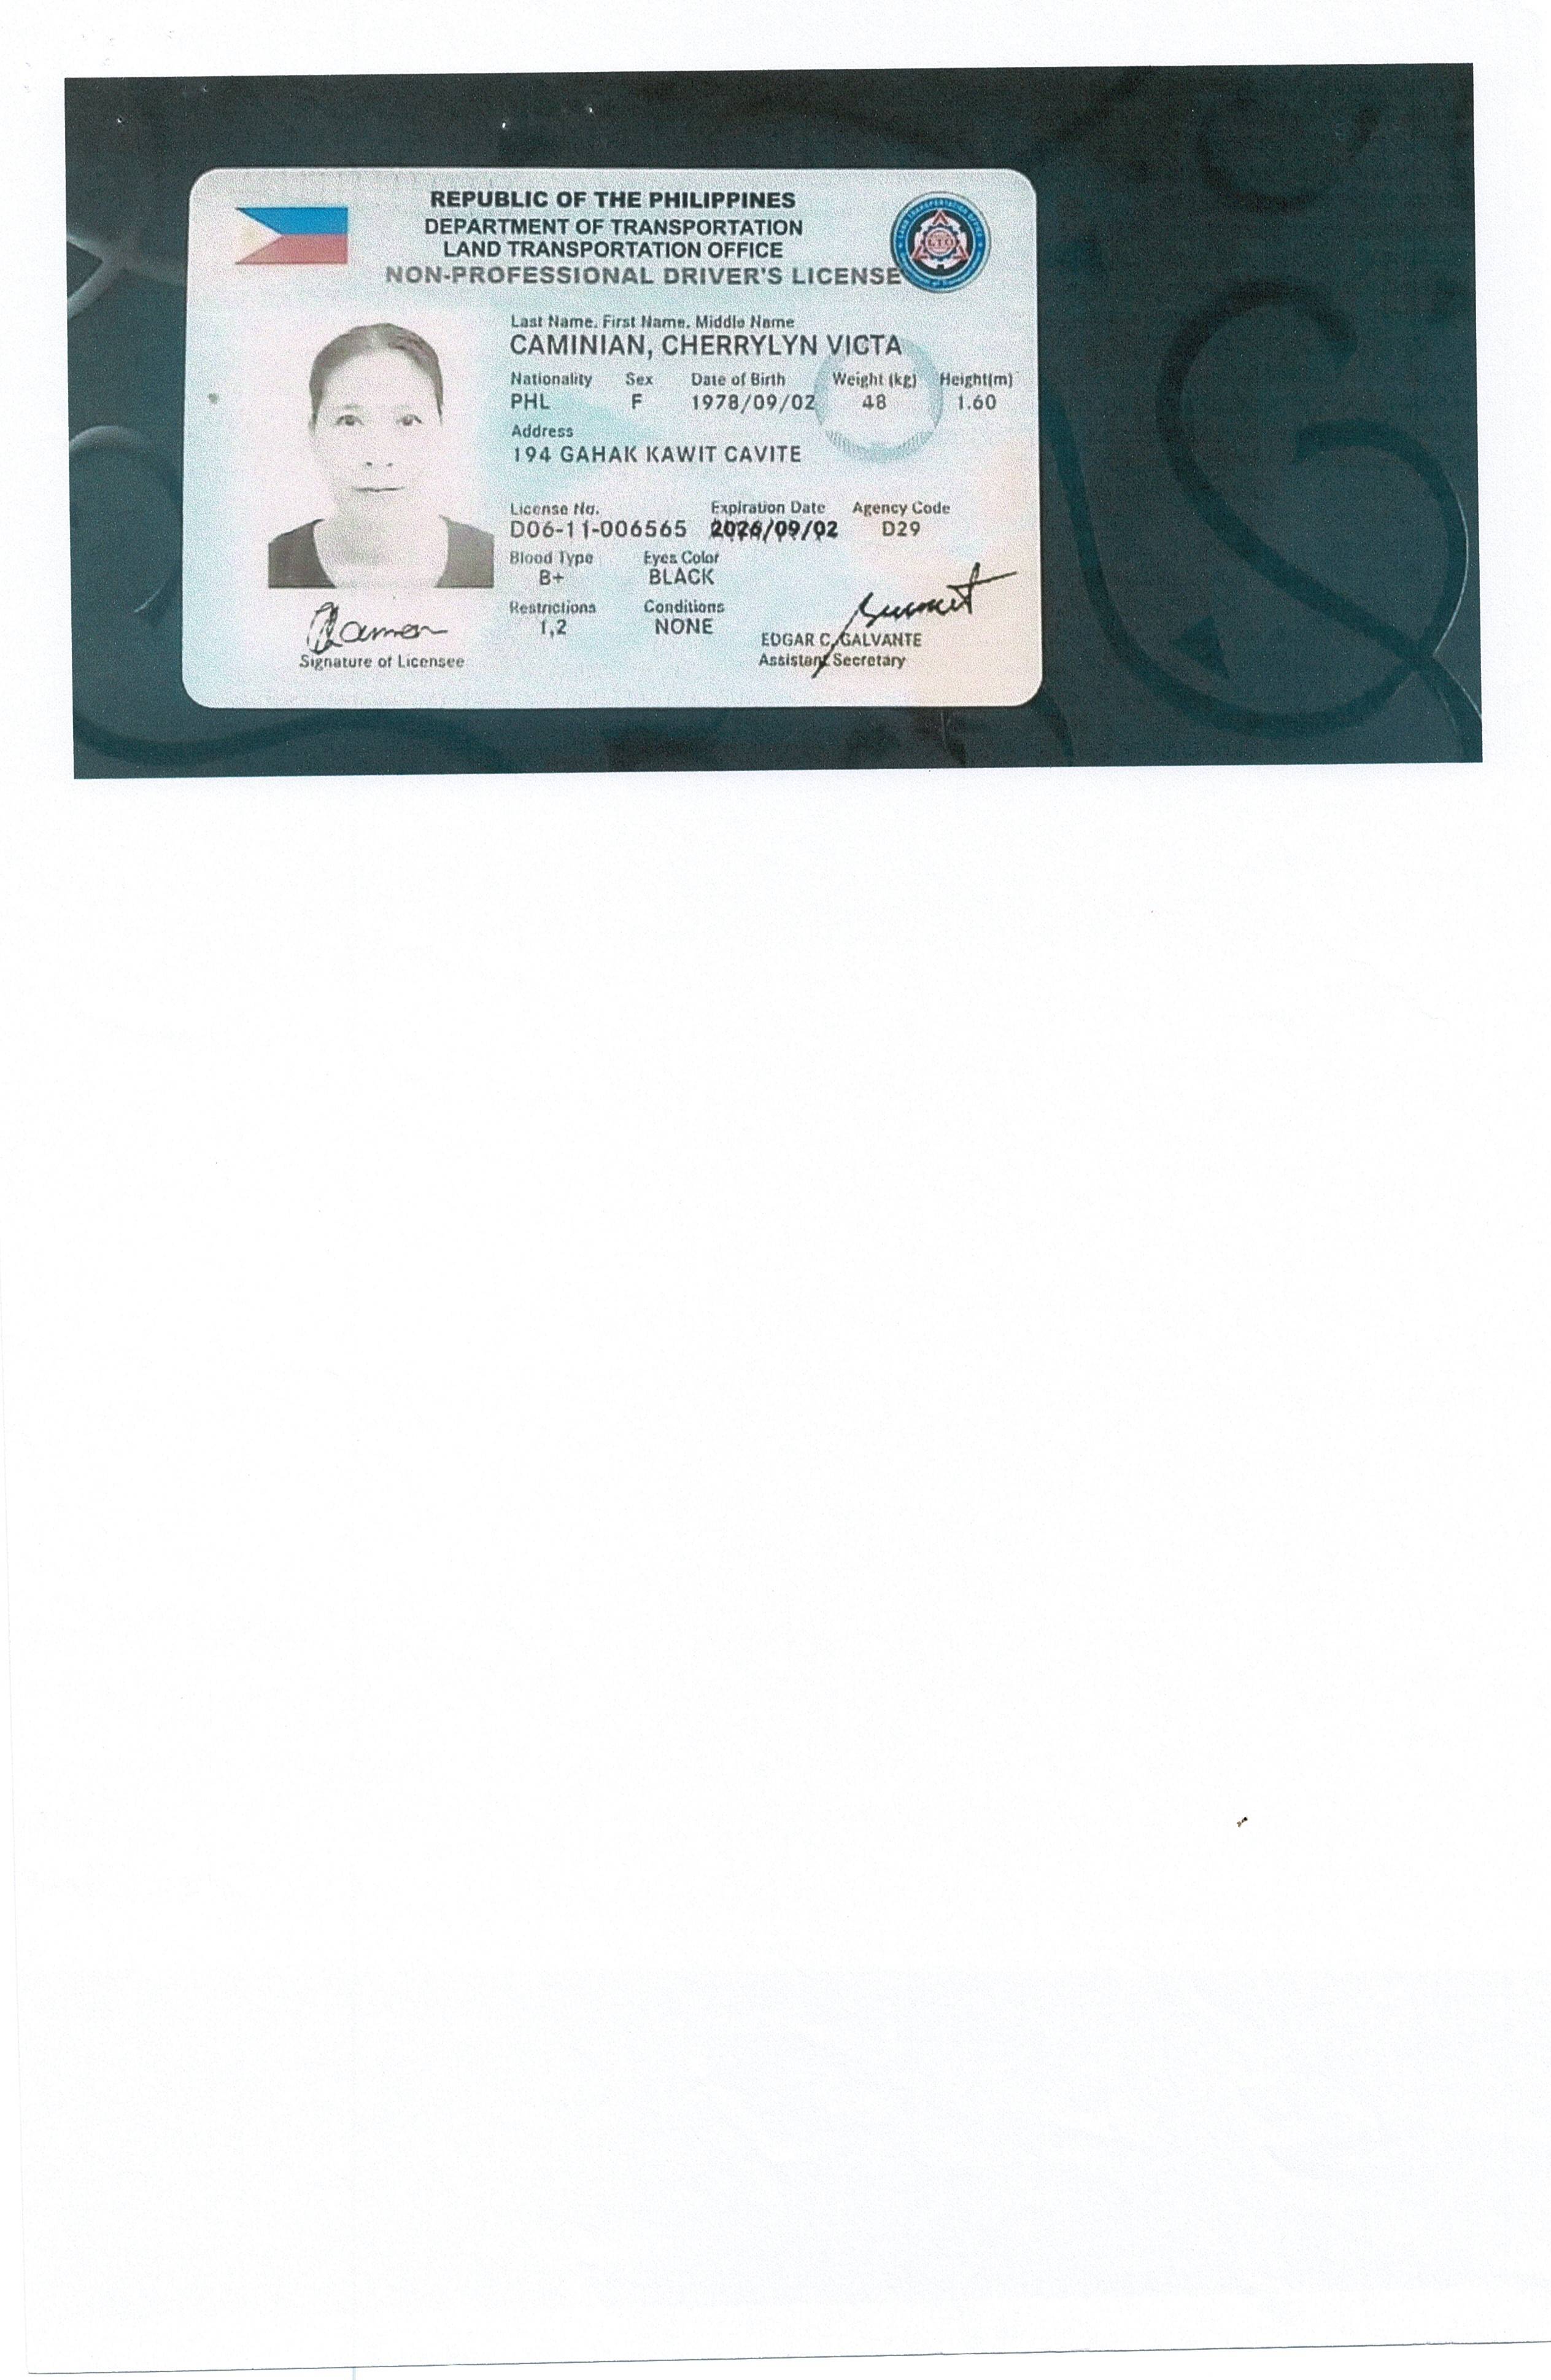 REPUBLIC OF THE PHILIPPINES
DEPARTMENT OF TRANSPORTATION
LAND TRANSPORTATION OFFICE
NON-PROFESSIONAL DRIVER'S LICENSE
LTO
Last Name, First Name, Middle Name
CAMINIAN, CHERRYLYN VICTA
Nationality Sex Date of Birth Weight (kg) Height(m)
PHL F 1978/09/02 48 1.60
Address
194 GAHAK KAWIT CAVITE
License No. Expiration Date Agency Code
D06-11-006565 /09/02 D29
Blood Type Eyes Color
B+ BLACK
Restrictions Conditions
1,2 NONE
EDGAR C. GALVANTE
Assistant Secretary
Signature of Licensee